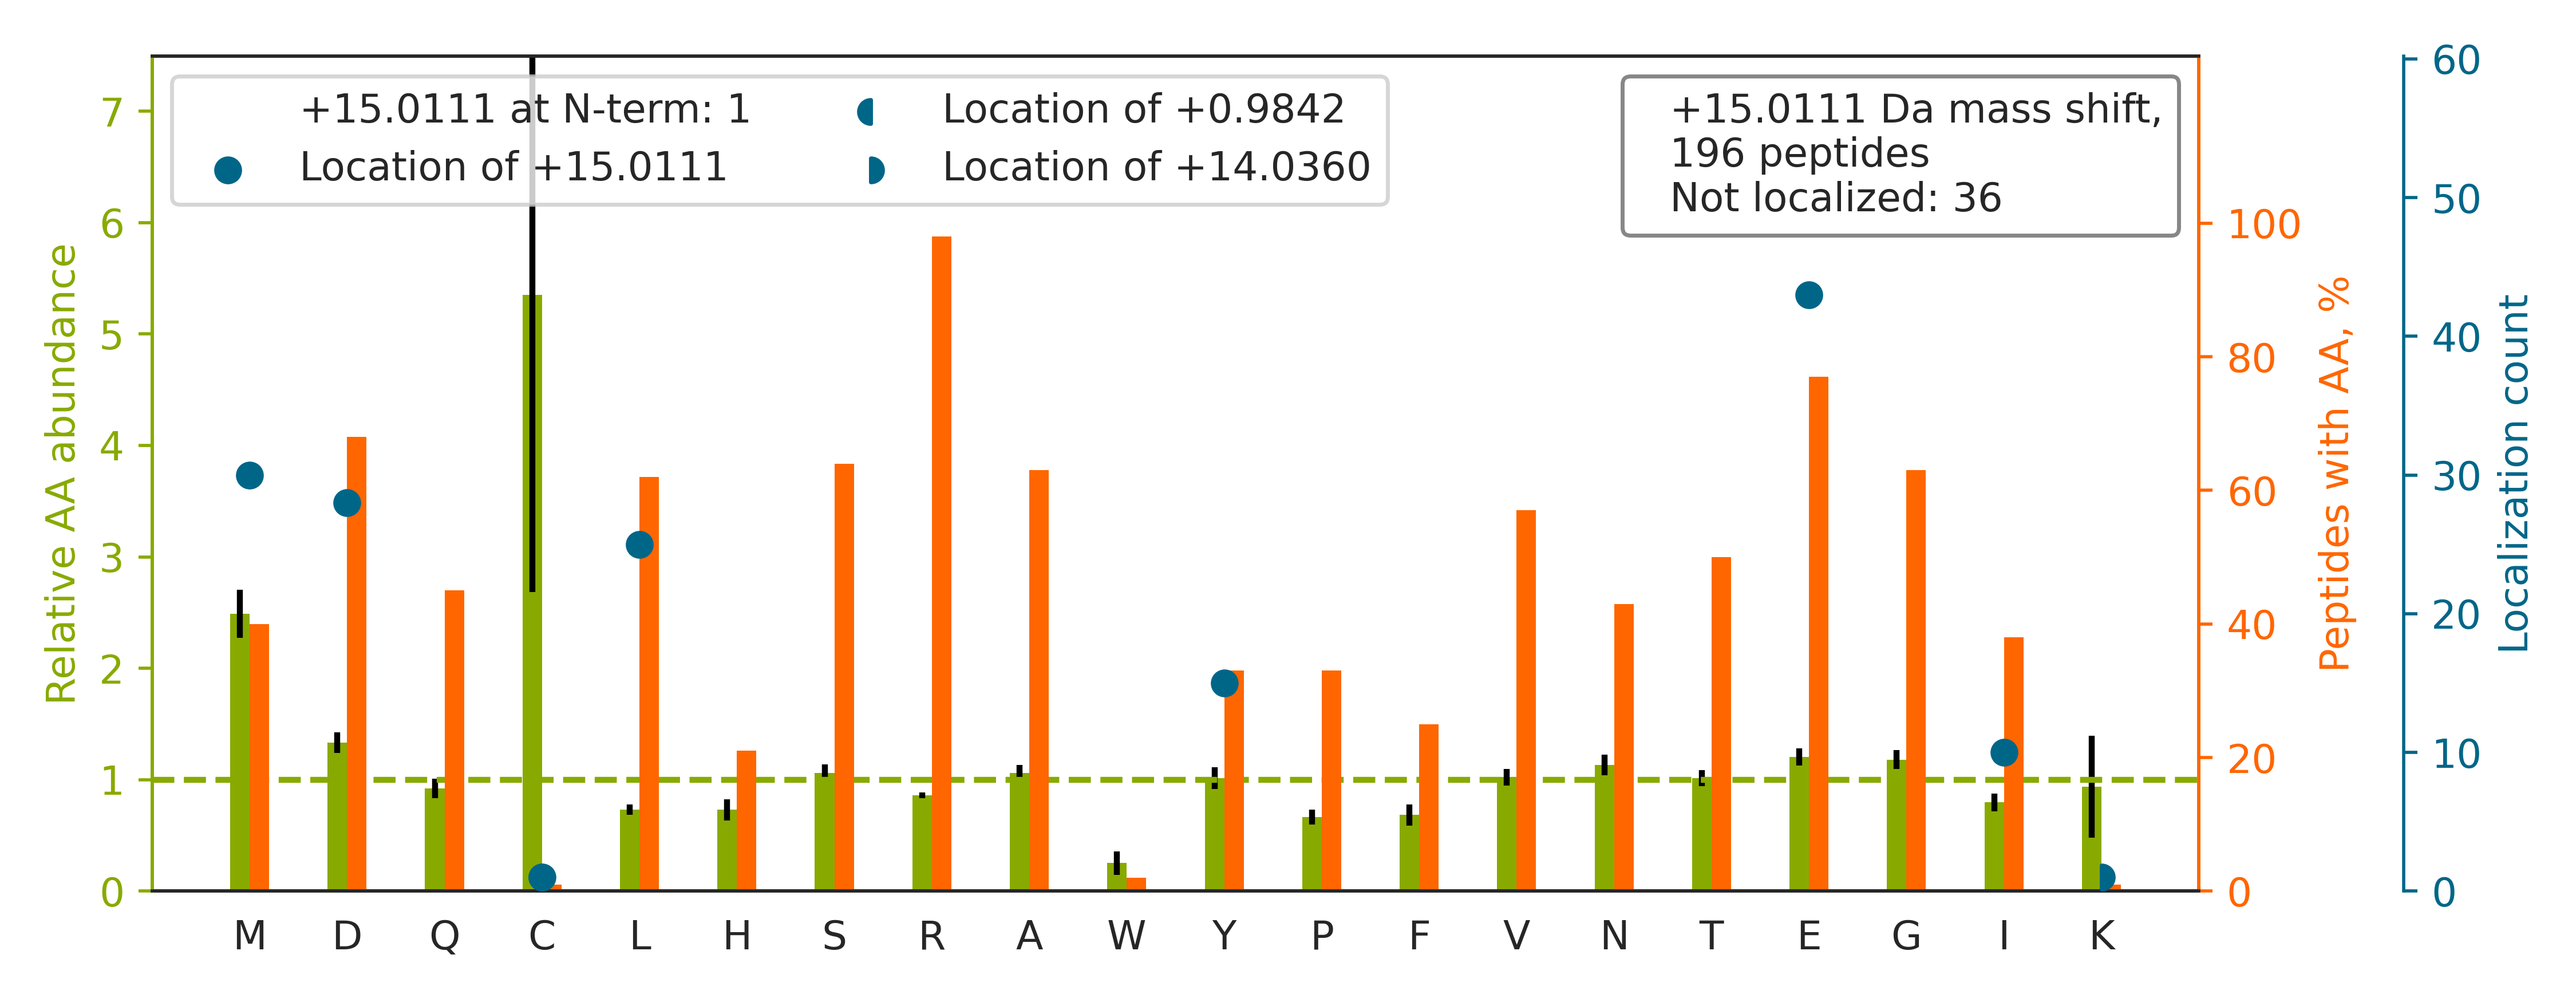 +15.0111 at N-term: 1
Location of +15.0111
Location of +0.9842
Location of +14.0360
+15.0111 Da mass shift,
196 peptides
Not localized: 36
Relative AA abundance
7
6
5
4
3
2
1
0
100
80
60
40
20
0
Peptides with AA, %
60
50
40
30
20
10
0
Localization count
M D Q C L H S R A W Y P F V N T E G I K